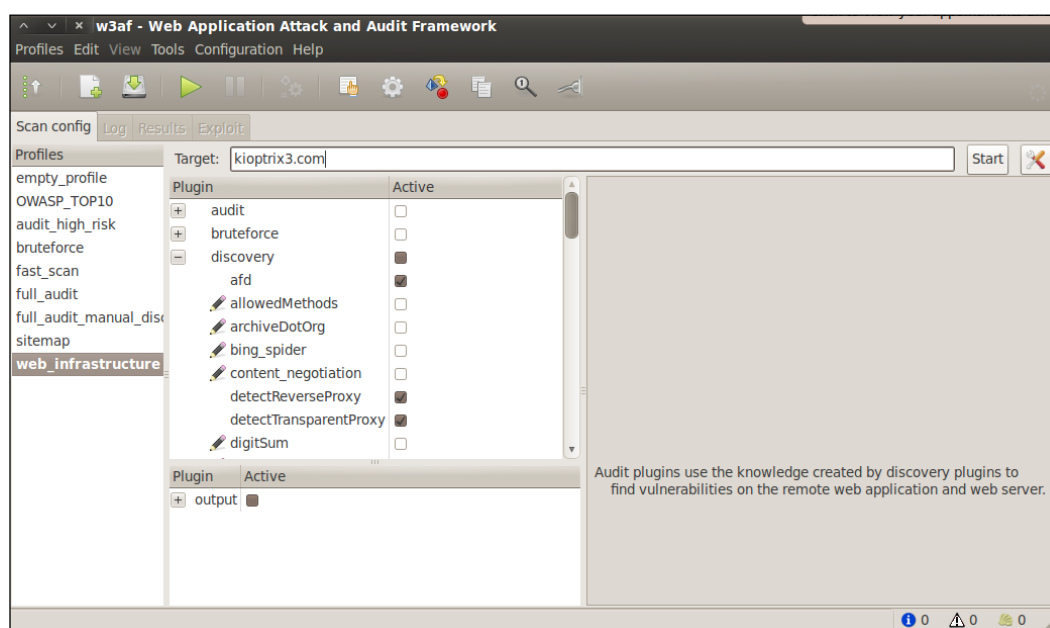 w3af - Web Application Attack and Audit Framework
Profiles Edit View Tools Configuration Help
Scan config Log Results Exploit
Profiles
empty_profile
OWASP_TOP10
audit_high_risk
bruteforce
fast_scan
full_audit
full_audit_manual_disc
sitemap
web_infrastructure
Target: kioptrix3.com Start
Plugin Active
audit
bruteforce
discovery
afd
allowedMethods
archiveDotOrg
bing_spider
content_negotiation
detectReverseProxy
detectTransparentProxy
digitSum
Plugin Active
output
Audit plugins use the knowledge created by discovery plugins to
find vulnerabilities on the remote web application and web server.
0 0 0